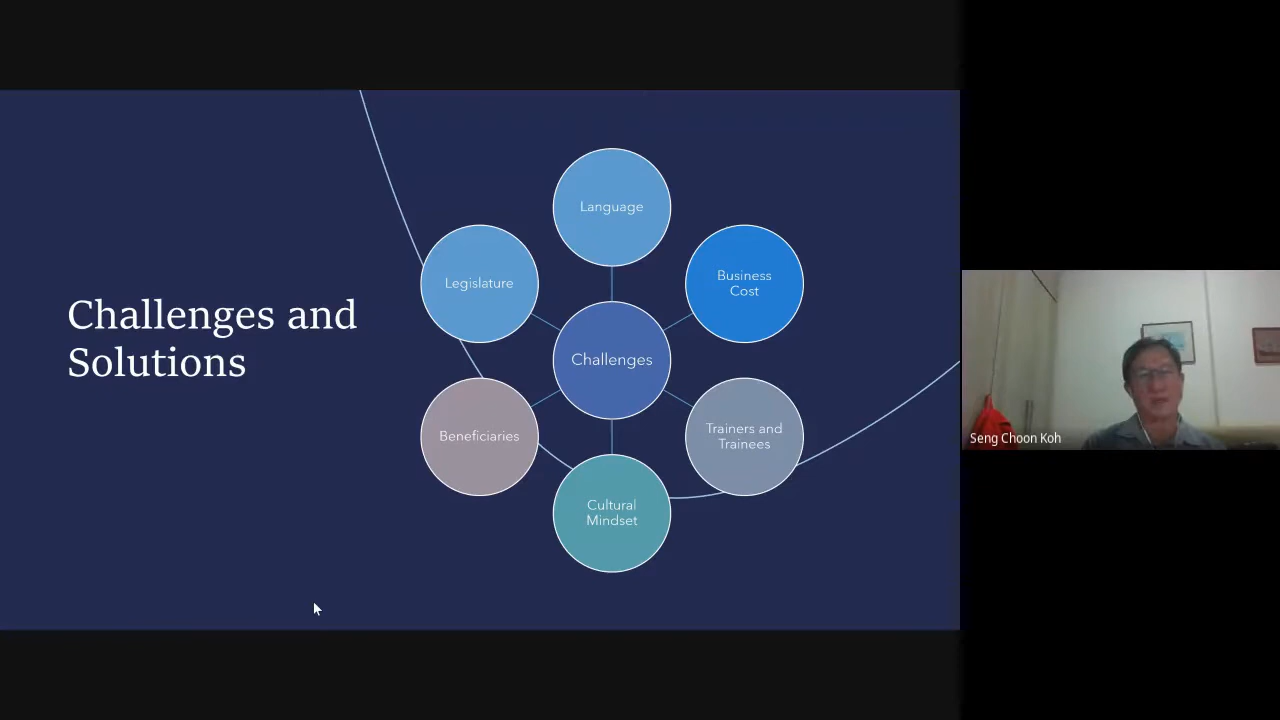 Challenges and
Solutions
Language
Business
Cost
Trainers and
Trainees
Cultural
Mindset
Beneficiaries
Legislature
Challenges
Seng Choon Koh